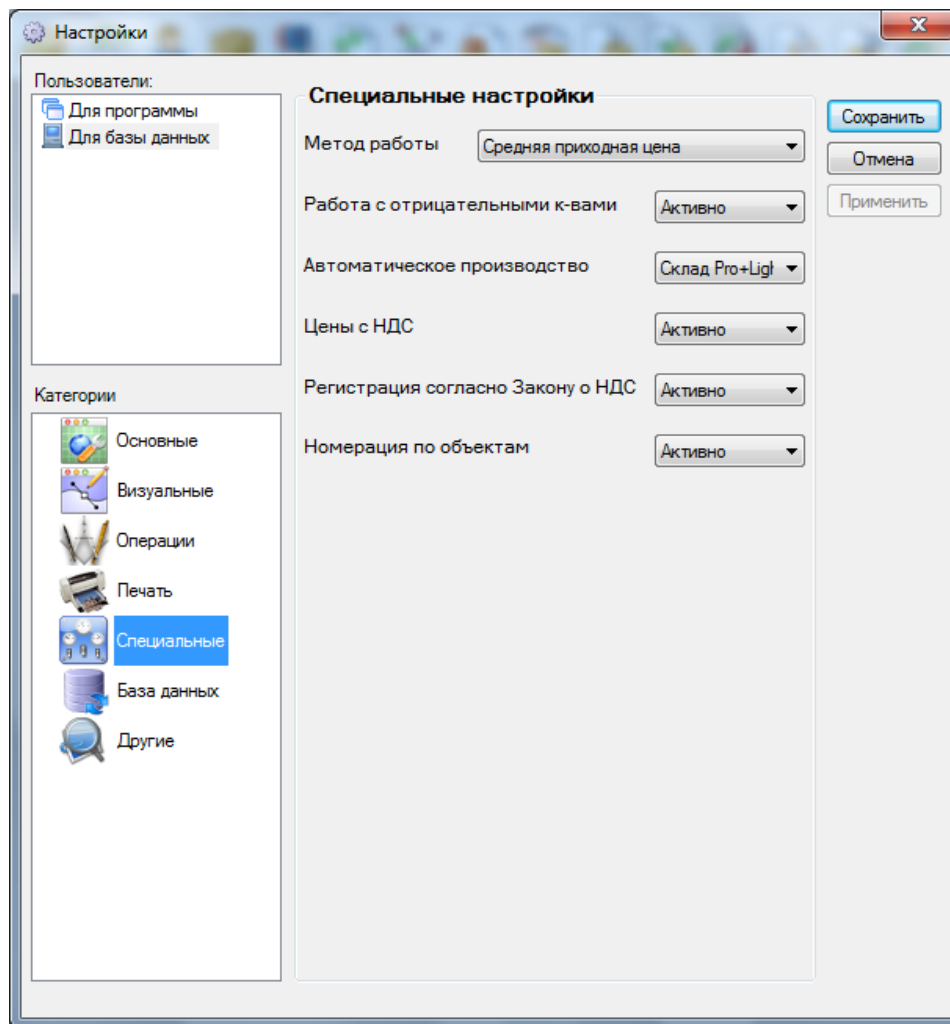 Настройки
Пользователи:
Для программы
Для базы данных
Категории
Основные
Визуальные
Операции
Печать
Специальные
База данных
Другие
Специальные настройки
Метод работы Средняя приходная цена
Работа с отрицательными к-вами Активно
Автоматическое производство Склад Pro+Ligh
Цены с НДС Активно
Регистрация согласно Закону о НДС Активно
Номерация по объектам Активно
Сохранить
Отмена
Применить